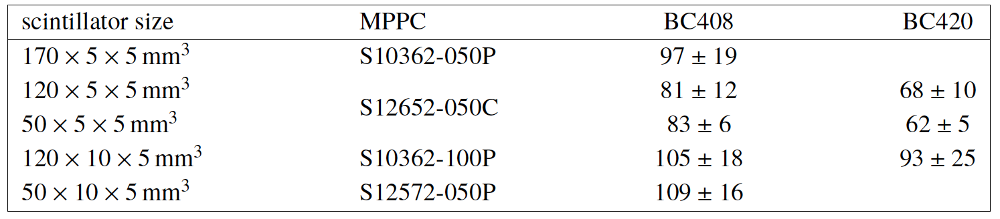 scintillator size MPPC BC408 BC420
170 × 5 × 5 mm³ S10362-050P 97 ± 19
120 × 5 × 5 mm³ 81 ± 12 68 ± 10
S12652-050C
50 × 5 × 5 mm³ 83 ± 6 62 ± 5
120 × 10 × 5 mm³ S10362-100P 105 ± 18 93 ± 25
50 × 10 × 5 mm³ S12572-050P 109 ± 16